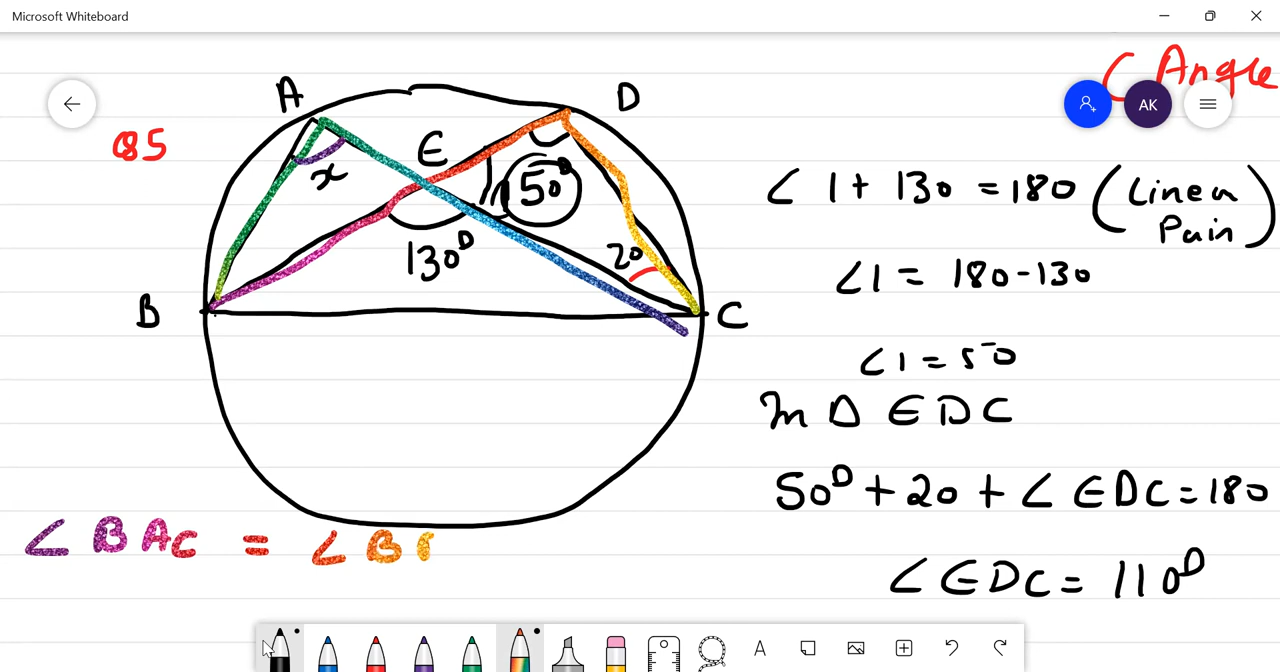 Microsoft Whiteboard
( Angle
AK
Q5
A
D
E
x
50°
130°
20
B
C
∠1 + 130 = 180 (Linear Pair)
∠1 = 180-130
∠1 = 50
In Δ EDC
50° + 20 + ∠EDC = 180
∠EDC = 110°
∠BAC = ∠B
A